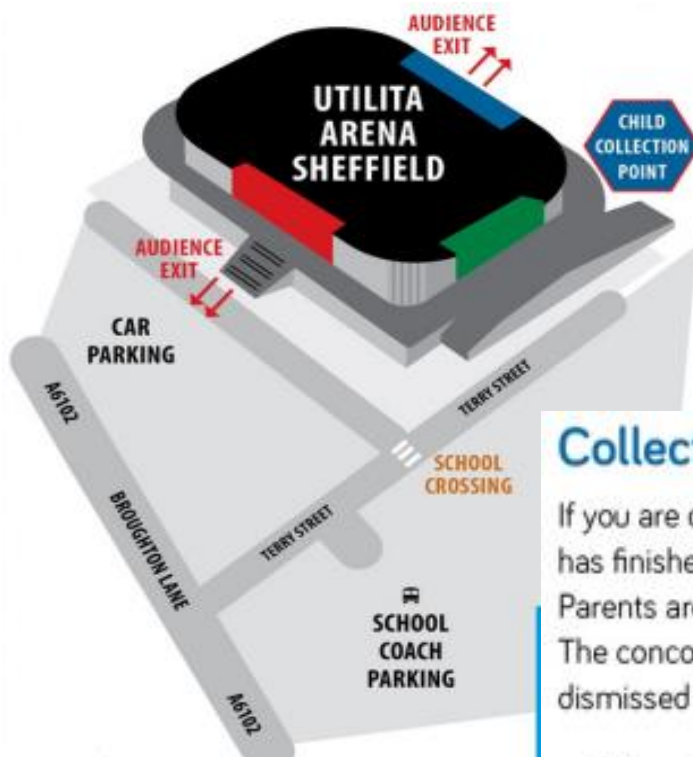 AUDIENCE
EXIT
UTILITA
ARENA
SHEFFIELD
CHILD
COLLECTION
POINT
AUDIENCE
EXIT
CAR
PARKING
A6102
TERRY STREET
SCHOOL
CROSSING
BROUGHTON LANE
TERRY STREET
SCHOOL
COACH
PARKING
A6102
Collect
If you are
has finishe
Parents are
The conco
dismissed